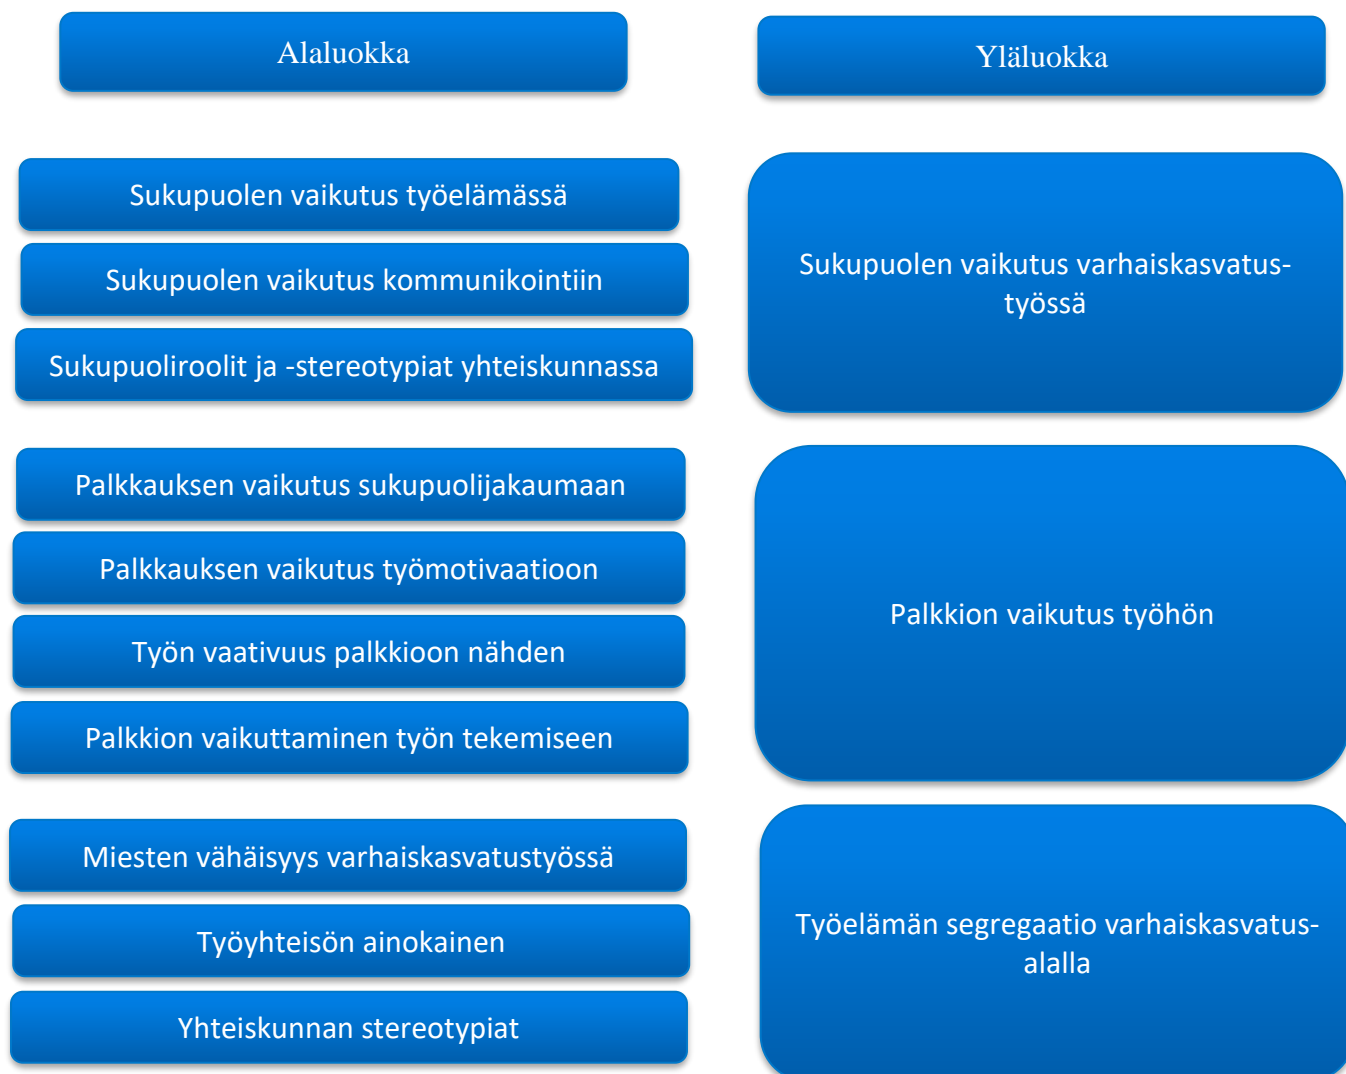 Alaluokka
Yläluokka
Sukupuolen vaikutus työelämässä
Sukupuolen vaikutus kommunikointiin
Sukupuoliroolit ja -stereotypiat yhteiskunnassa
Sukupuolen vaikutus varhaiskasvatus-
työssä
Palkkauksen vaikutus sukupuolijakaumaan
Palkkauksen vaikutus työmotivaatioon
Työn vaativuus palkkioon nähden
Palkkion vaikuttaminen työn tekemiseen
Palkkion vaikutus työhön
Miesten vähäisyys varhaiskasvatustyössä
Työyhteisön ainokainen
Yhteiskunnan stereotypiat
Työelämän segregaatio varhaiskasvatus-
alalla